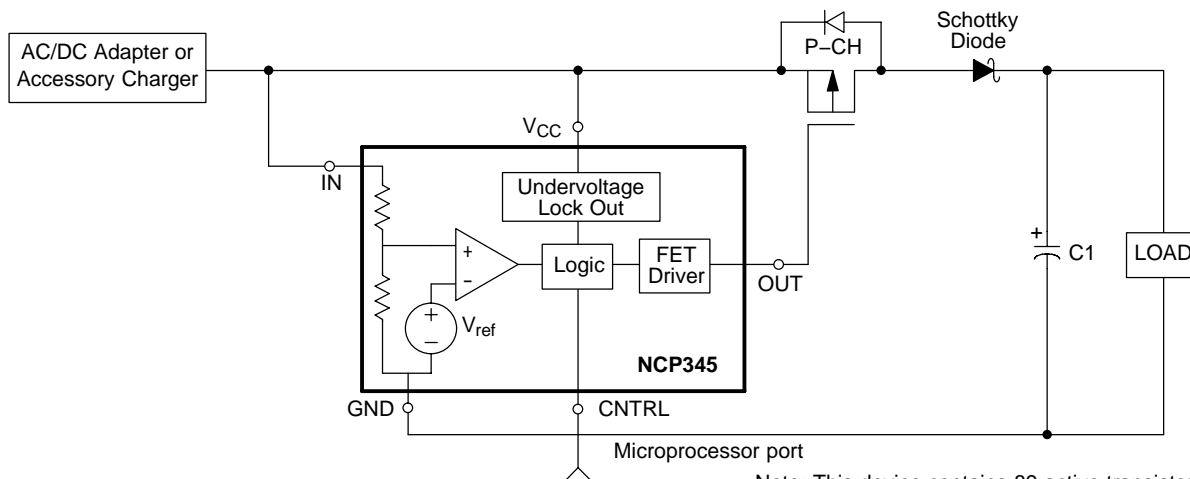 AC/DC Adapter or
Accessory Charger
P–CH
Schottky
Diode
VCC
IN
Undervoltage
Lock Out
+
–
Logic
FET
Driver
OUT
+
C1
LOAD
+
–
Vref
NCP345
GND
CNTRL
Microprocessor port